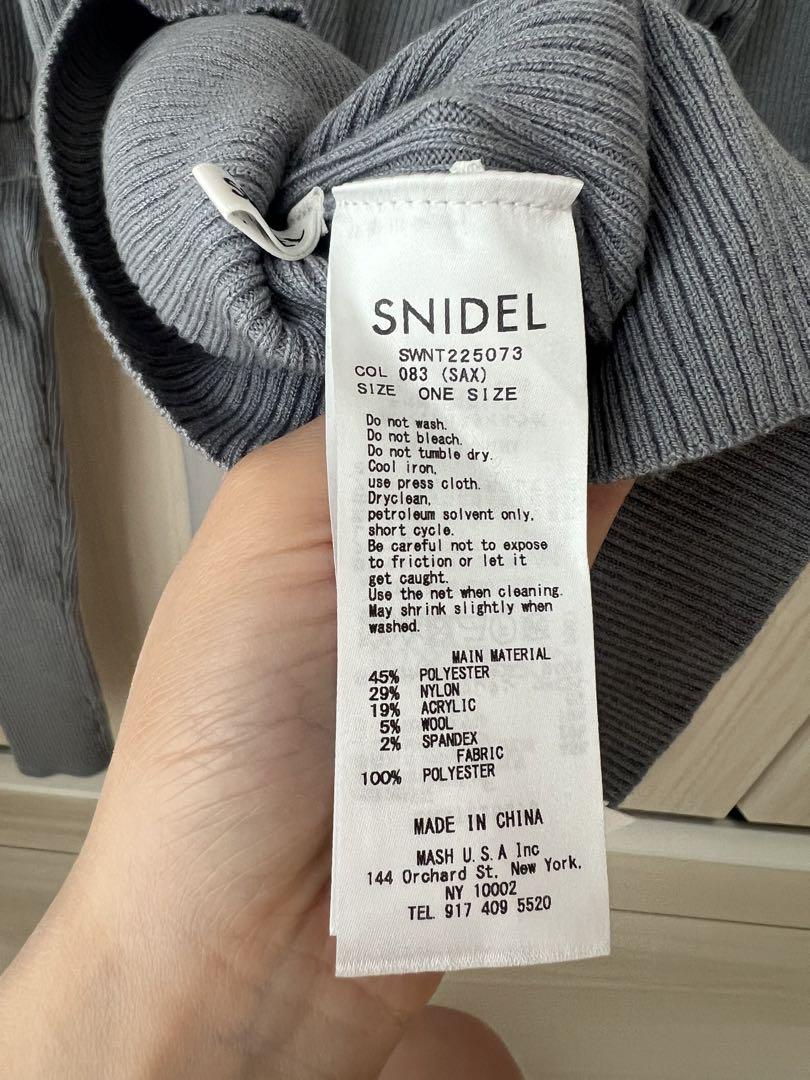 SNIDEL
SWNT225073
COL 083 (SAX)
SIZE ONE SIZE
Do not wash.
Do not bleach.
Do not tumble dry.
Cool iron,
use press cloth.
Dryclean,
petroleum solvent only,
short cycle.
Be careful not to expose
to friction or let it
get caught.
Use the net when cleaning.
May shrink slightly when
washed.
MAIN MATERIAL
45% POLYESTER
29% NYLON
19% ACRYLIC
5% WOOL
2% SPANDEX
FABRIC
100% POLYESTER
MADE IN CHINA
MASH U.S.A Inc
144 Orchard St. New York,
NY 10002
TEL 917 409 5520